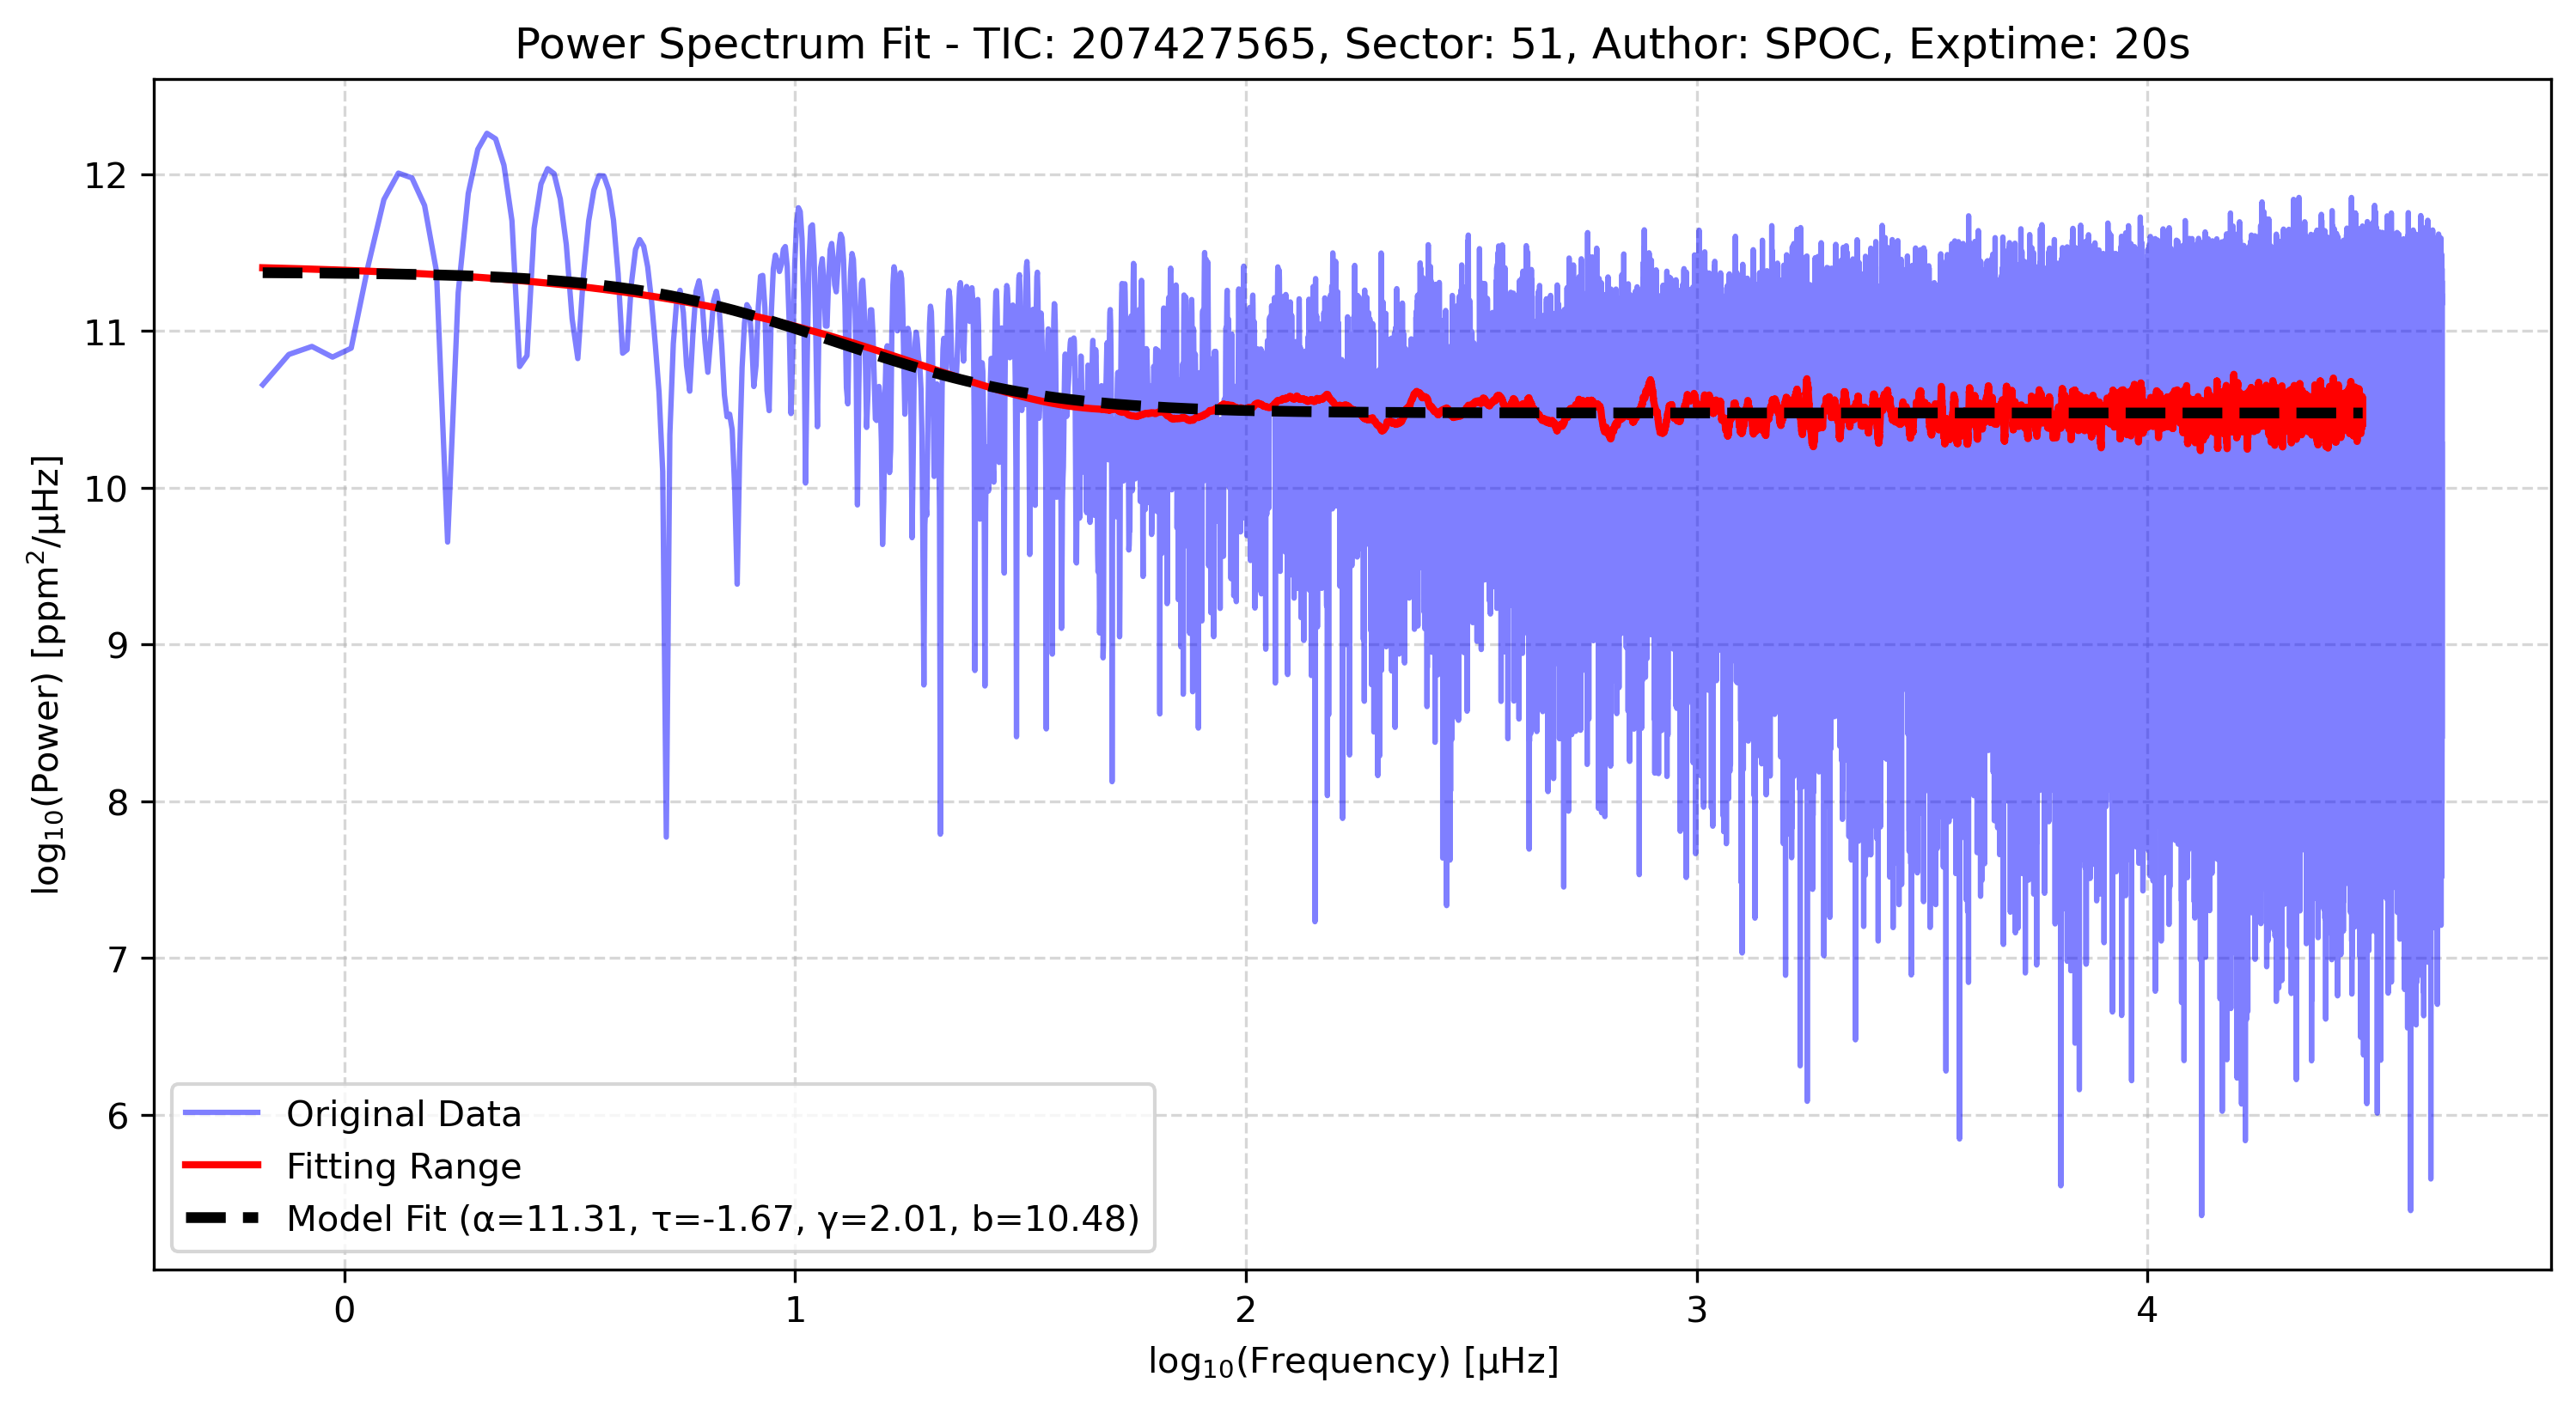 Power Spectrum Fit - TIC: 207427565, Sector: 51, Author: SPOC, Exptime: 20s
log₁₀(Power) [ppm²/μHz]
12
11
10
9
8
7
6
Original Data
Fitting Range
Model Fit (α=11.31, τ=-1.67, γ=2.01, b=10.48)
0 1 2 3 4
log₁₀(Frequency) [μHz]